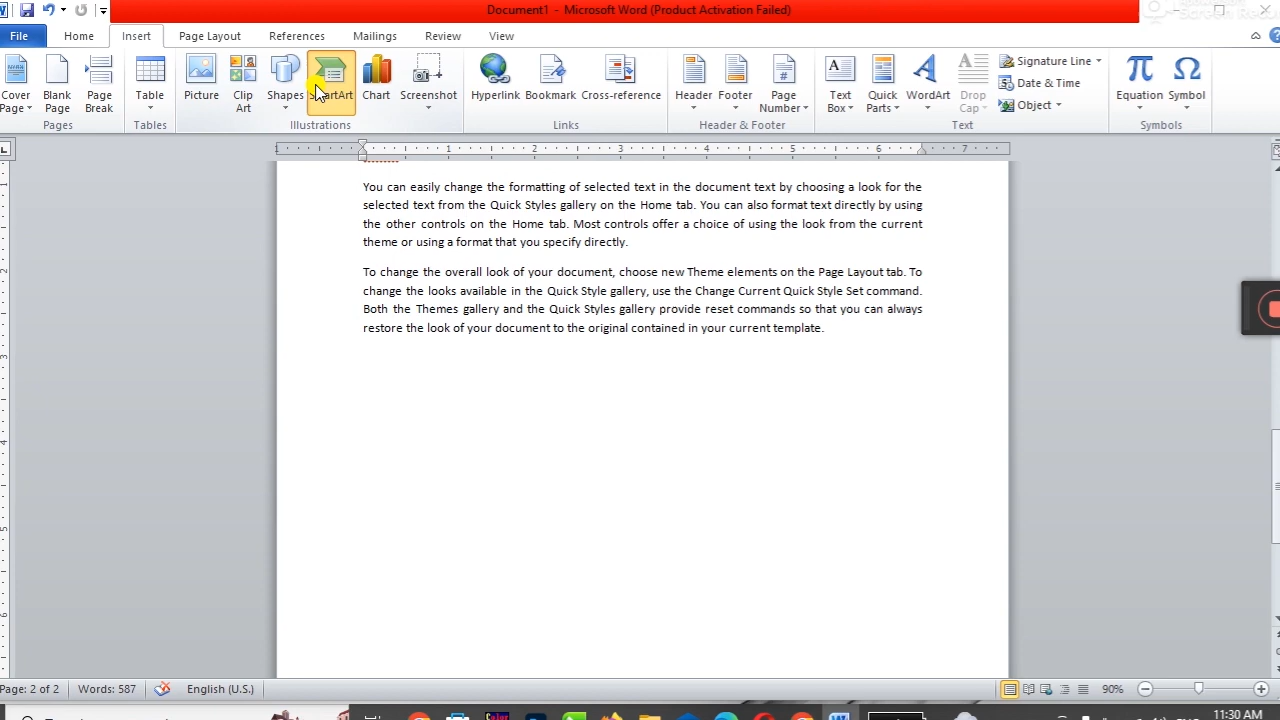 Document1 - Microsoft Word (Product Activation Failed)
File Home Insert Page Layout References Mailings Review View
Cover Page Blank Page Page Break Table Picture Clip Art Shapes Chart Screenshot Hyperlink Bookmark Cross-reference Header Footer Page Number Text Box Quick Parts WordArt Drop Cap Signature Line Equation Symbol
Date & Time
Object
Pages Tables Illustrations Links Header & Footer Text Symbols
1 2 3 4 5 6 7
You can easily change the formatting of selected text in the document text by choosing a look for the
selected text from the Quick Styles gallery on the Home tab. You can also format text directly by using
the other controls on the Home tab. Most controls offer a choice of using the look from the current
theme or using a format that you specify directly.
To change the overall look of your document, choose new Theme elements on the Page Layout tab. To
change the looks available in the Quick Style gallery, use the Change Current Quick Style Set command.
Both the Themes gallery and the Quick Styles gallery provide reset commands so that you can always
restore the look of your document to the original contained in your current template.
Page: 2 of 2 Words: 587 English (U.S.) 90%
11:30 AM